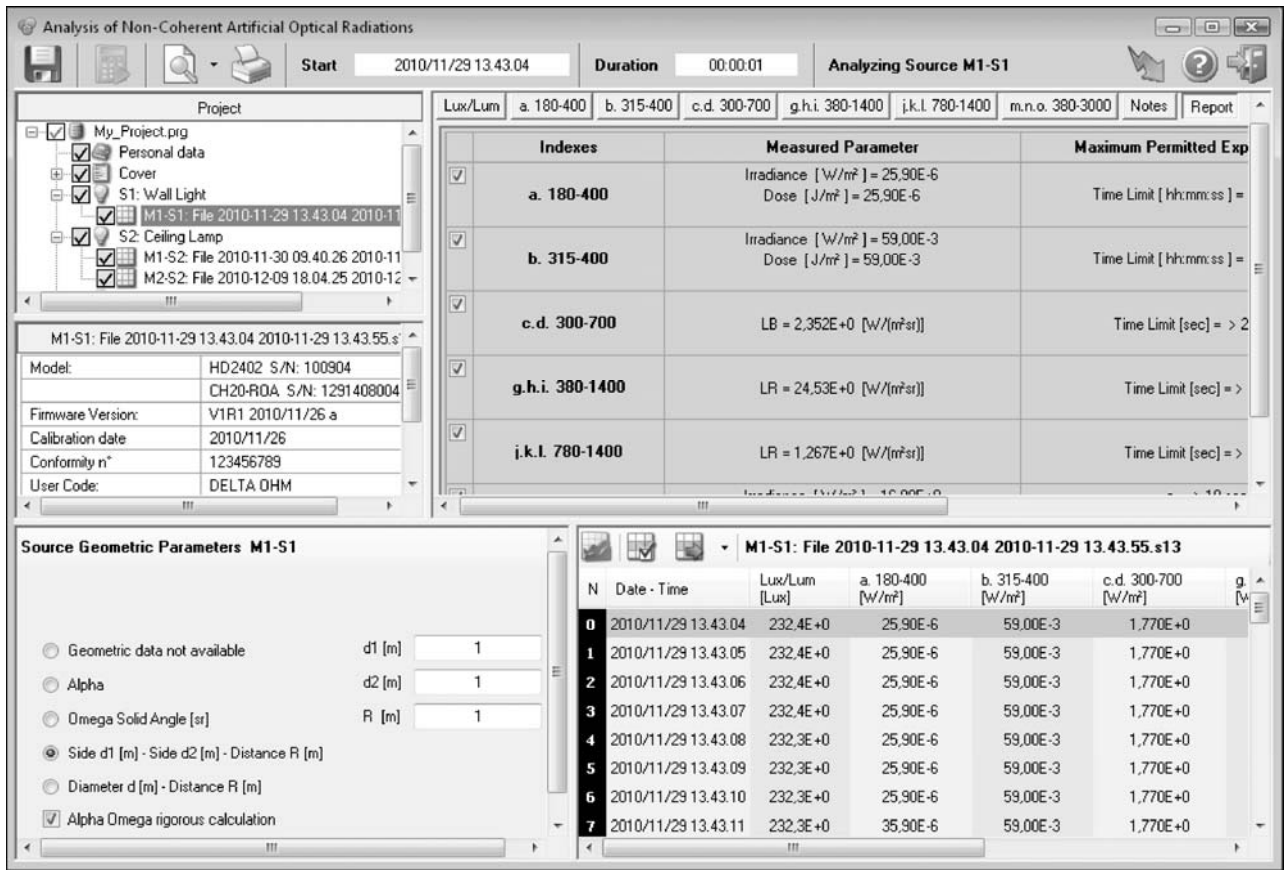 Analysis of Non-Coherent Artificial Optical Radiations
Start 2010/11/29 13.43.04 Duration 00:00:01 Analyzing Source M1-S1
Project
My_Project.prg
Personal data
Cover
S1: Wall Light
M1-S1: File 2010-11-29 13.43.04 2010-11
S2: Ceiling Lamp
M1-S2: File 2010-11-30 09.40.26 2010-11
M2-S2: File 2010-12-09 18.04.25 2010-12
M1-S1: File 2010-11-29 13.43.04 2010-11-29 13.43.55.s
Model: HD2402 S/N: 100904
CH20-ROA S/N: 1291408004
Firmware Version: V1R1 2010/11/26 a
Calibration date 2010/11/26
Conformity n° 123456789
User Code: DELTA OHM
Lux/Lum a. 180-400 b. 315-400 c.d. 300-700 g.h.i. 380-1400 j.k.l. 780-1400 m.n.o. 380-3000 Notes Report
Indexes Measured Parameter Maximum Permitted Exp
a. 180-400 Irradiance [W/m²] = 25,90E-6
Dose [J/m²] = 25,90E-6 Time Limit [ hh:mm:ss ] =
b. 315-400 Irradiance [W/m²] = 59,00E-3
Dose [J/m²] = 59,00E-3 Time Limit [ hh:mm:ss ] =
c.d. 300-700 LB = 2,352E+0 [W/(m²sr)] Time Limit [sec] = > 2
g.h.i. 380-1400 LR = 24,53E+0 [W/(m²sr)] Time Limit [sec] = >
j.k.l. 780-1400 LR = 1,267E+0 [W/(m²sr)] Time Limit [sec] = >
Source Geometric Parameters M1-S1
Geometric data not available d1 [m] 1
Alpha d2 [m] 1
Omega Solid Angle [sr] R [m] 1
Side d1 [m] - Side d2 [m] - Distance R [m]
Diameter d [m] - Distance R [m]
Alpha Omega rigorous calculation
M1-S1: File 2010-11-29 13.43.04 2010-11-29 13.43.55.s13
N Date - Time Lux/Lum [Lux] a. 180-400 [W/m²] b. 315-400 [W/m²] c.d. 300-700 [W/m²] g.
0 2010/11/29 13.43.04 232,4E+0 25,90E-6 59,00E-3 1,770E+0
1 2010/11/29 13.43.05 232,4E+0 25,90E-6 59,00E-3 1,770E+0
2 2010/11/29 13.43.06 232,4E+0 25,90E-6 59,00E-3 1,770E+0
3 2010/11/29 13.43.07 232,4E+0 25,90E-6 59,00E-3 1,770E+0
4 2010/11/29 13.43.08 232,3E+0 25,90E-6 59,00E-3 1,770E+0
5 2010/11/29 13.43.09 232,3E+0 25,90E-6 59,00E-3 1,770E+0
6 2010/11/29 13.43.10 232,3E+0 25,90E-6 59,00E-3 1,770E+0
7 2010/11/29 13.43.11 232,3E+0 35,90E-6 59,00E-3 1,770E+0